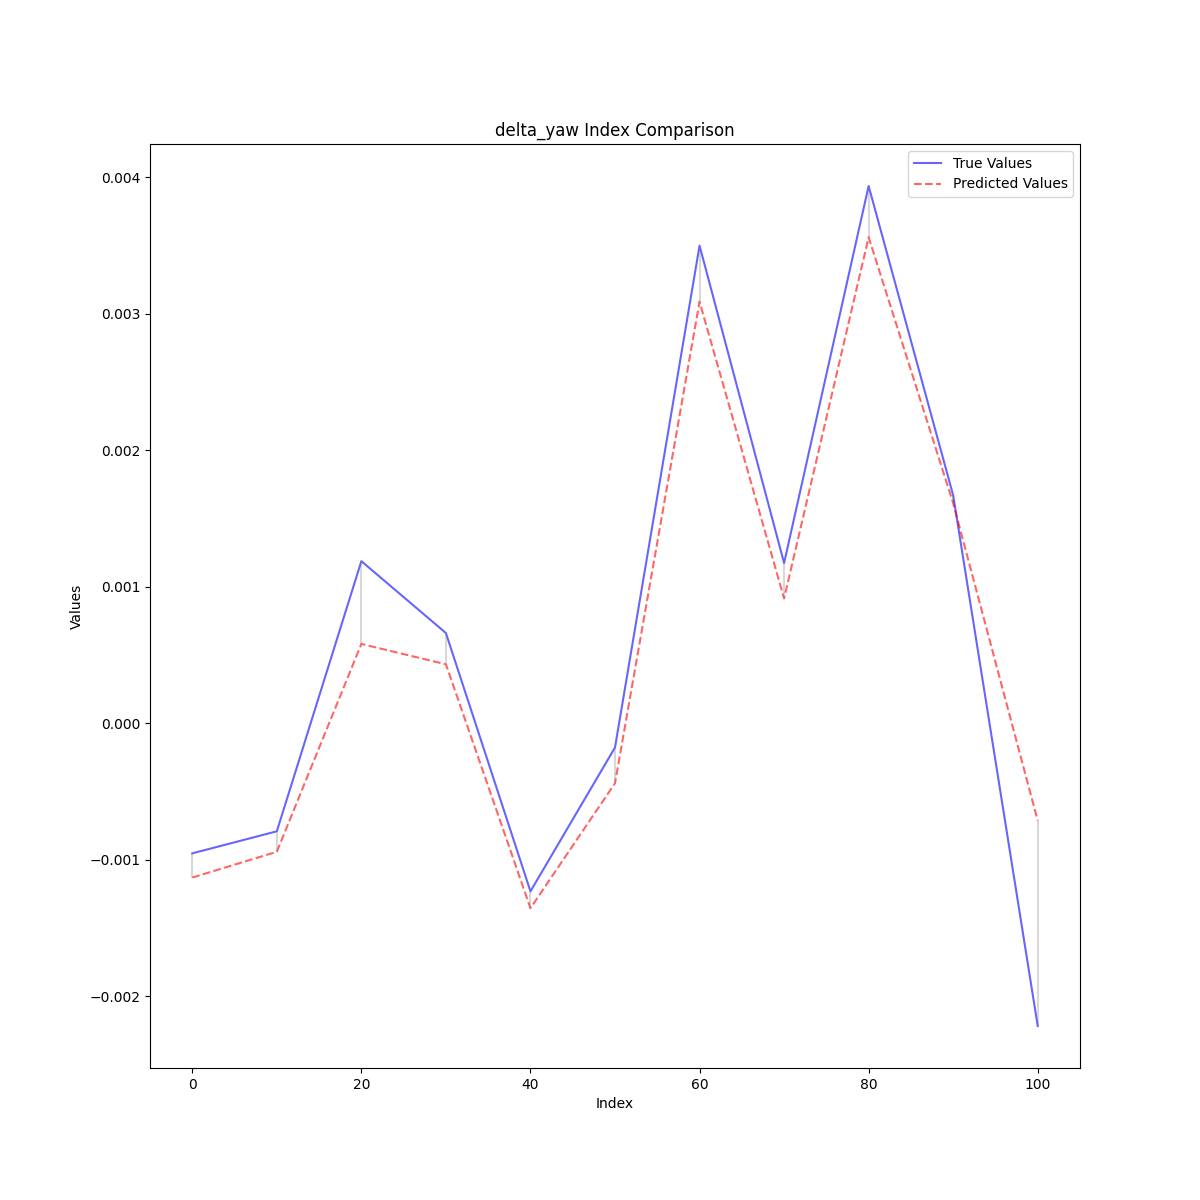 delta_yaw Index Comparison
True Values
Predicted Values
0.004
0.003
0.002
0.001
0.000
−0.001
−0.002
Values
0 20 40 60 80 100
Index